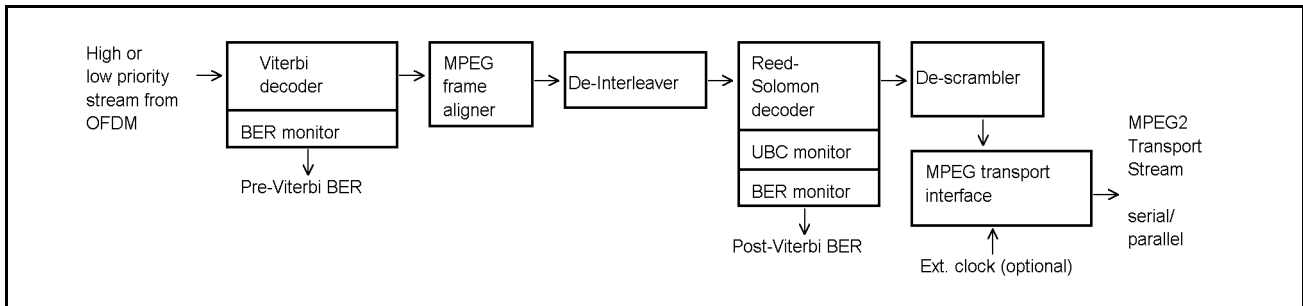 High or
low priority
stream from
OFDM
Viterbi
decoder
BER monitor
Pre-Viterbi BER
MPEG
frame
aligner
De-Interleaver
Reed-
Solomon
decoder
UBC monitor
BER monitor
Post-Viterbi BER
De-scrambler
MPEG transport
interface
Ext. clock (optional)
MPEG2
Transport
Stream
serial/
parallel